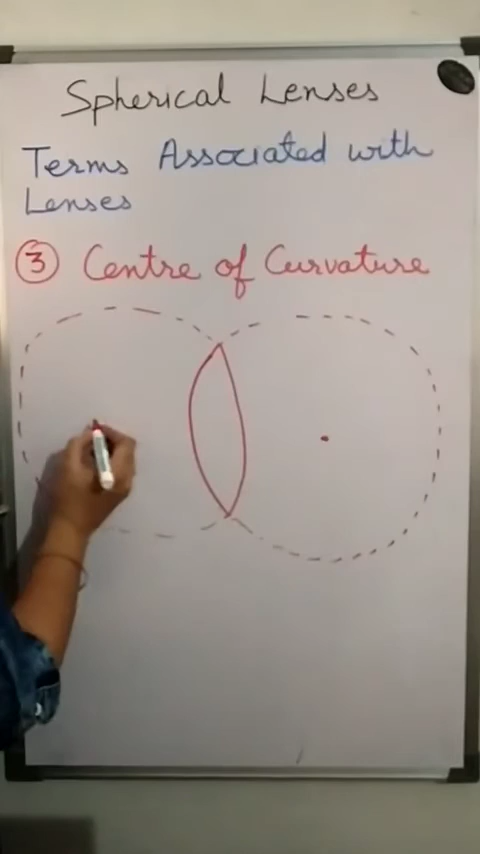 Spherical Lenses
Terms Associated with
Lenses
③ Centre of Curvature